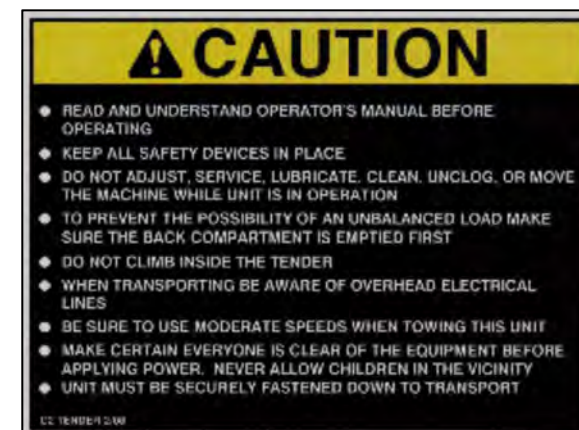 CAUTION
● READ AND UNDERSTAND OPERATOR'S MANUAL BEFORE
OPERATING
● KEEP ALL SAFETY DEVICES IN PLACE
● DO NOT ADJUST, SERVICE, LUBRICATE, CLEAN, UNCLOG, OR MOVE
THE MACHINE WHILE UNIT IS IN OPERATION
● TO PREVENT THE POSSIBILITY OF AN UNBALANCED LOAD MAKE
SURE THE BACK COMPARTMENT IS EMPTIED FIRST
● DO NOT CLIMB INSIDE THE TENDER
● WHEN TRANSPORTING BE AWARE OF OVERHEAD ELECTRICAL
LINES
● BE SURE TO USE MODERATE SPEEDS WHEN TOWING THIS UNIT
● MAKE CERTAIN EVERYONE IS CLEAR OF THE EQUIPMENT BEFORE
APPLYING POWER. NEVER ALLOW CHILDREN IN THE VICINITY
● UNIT MUST BE SECURELY FASTENED DOWN TO TRANSPORT
TENDER